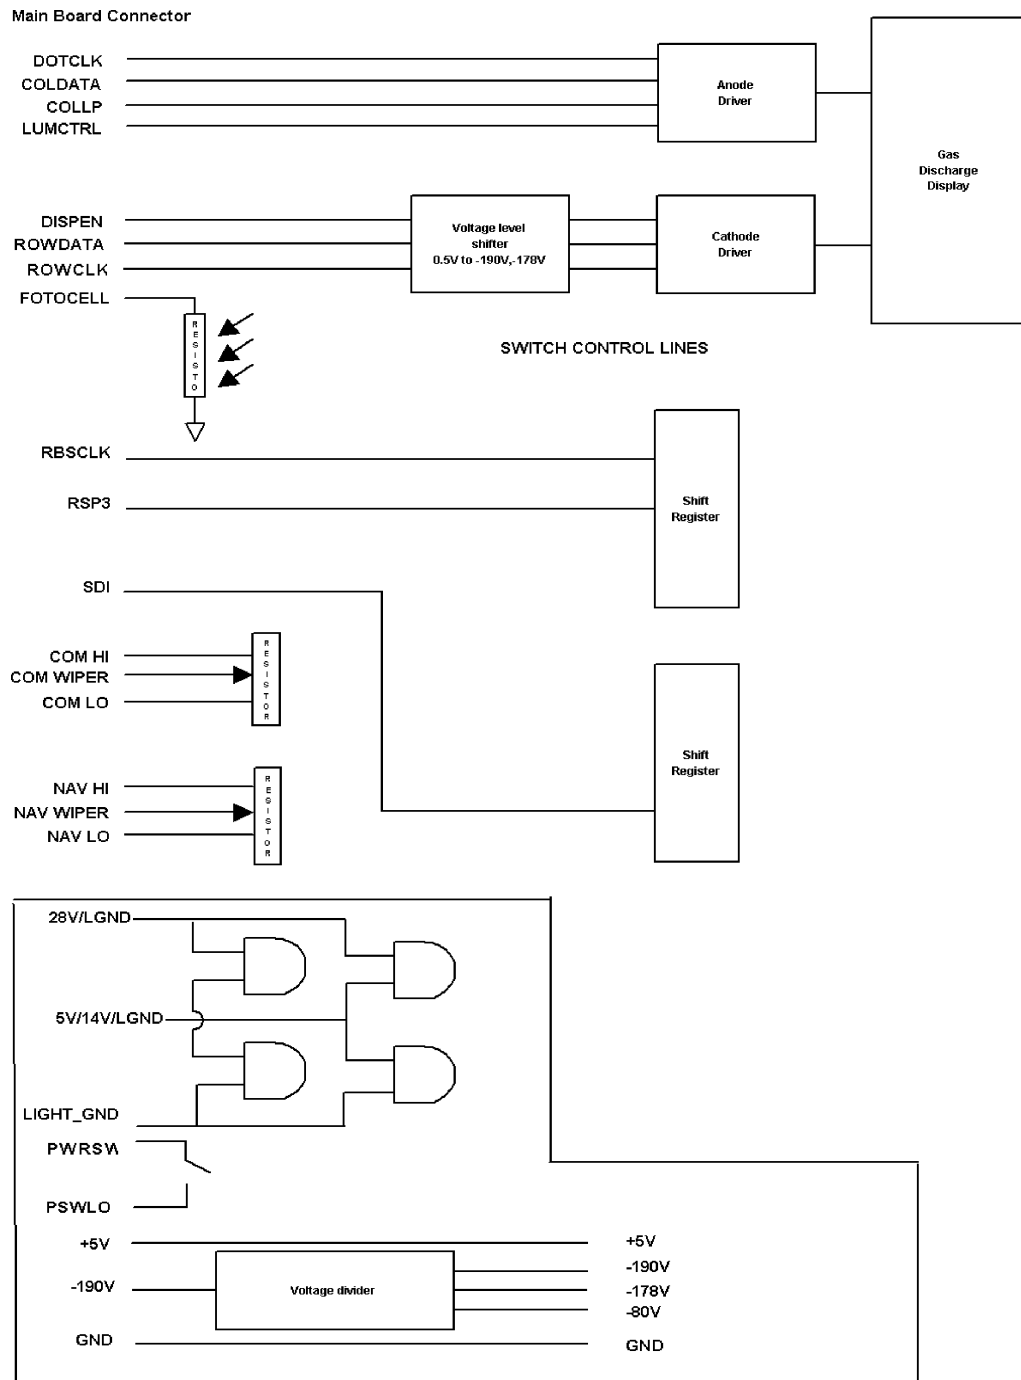 Main Board Connector
DOTCLK
COLDATA
COLLP
LUMCTRL
Anode
Driver
Gas
Discharge
Display
DISPEN
ROWDATA
ROWCLK
FOTOCELL
Voltage level
shifter
0.5V to -190V,-178V
Cathode
Driver
RESISTO
SWITCH CONTROL LINES
RBSCLK
RSP3
Shift
Register
SDI
COM HI
COM WIPER
COM LO
RESISTOR
NAV HI
NAV WIPER
NAV LO
RESISTOR
Shift
Register
28V/LGND
5V/14V/LGND
LIGHT_GND
PWRSW
PSWLO
+5V
-190V
GND
Voltage divider
+5V
-190V
-178V
-80V
GND